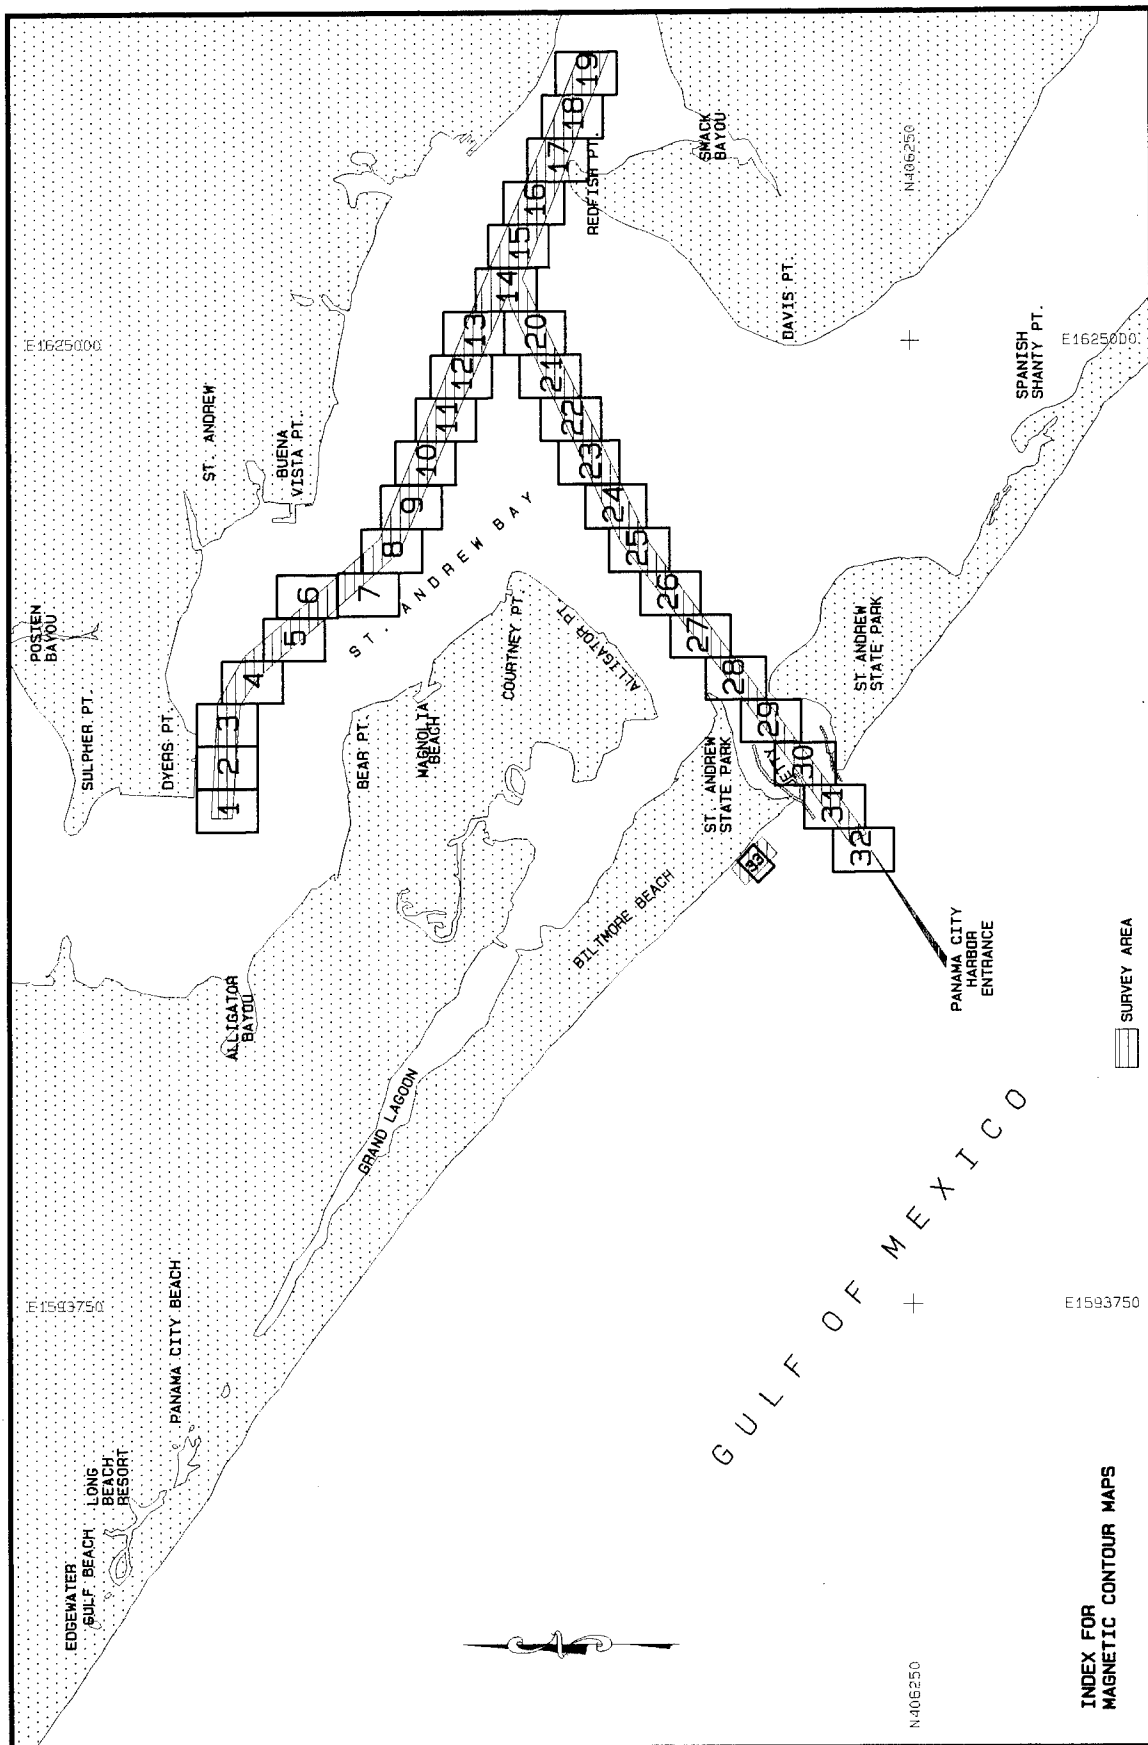 E1593750
E1625000
POSTEN
BAYOU
SULPHER PT
DYERS PT
ST. ANDREW
BUENA
VISTA PT.
EDGEWATER
GULF BEACH
LONG
BEACH
RESORT
PANAMA CITY BEACH
ALLIGATOR
BAYOU
GRAND LAGOON
BEAR PT.
MAGNOLIA
BEACH
COURTNEY PT.
ALLIGATOR PT
ST. ANDREW BAY
BILTMORE BEACH
ST ANDREW
STATE PARK
JETTY
ST ANDREW
STATE PARK
REDFISH PT.
SMACK
BAYOU
DAVIS PT
SPANISH
SHANTY PT.
1
2
3
4
5
6
7
8
9
10
11
12
13
14
15
16
17
18
19
20
21
22
23
24
25
26
27
28
29
30
31
32
33
PANAMA CITY
HARBOR
ENTRANCE
GULF OF MEXICO
N406250
N406250
E1593750
E1625000
SURVEY AREA
INDEX FOR
MAGNETIC CONTOUR MAPS